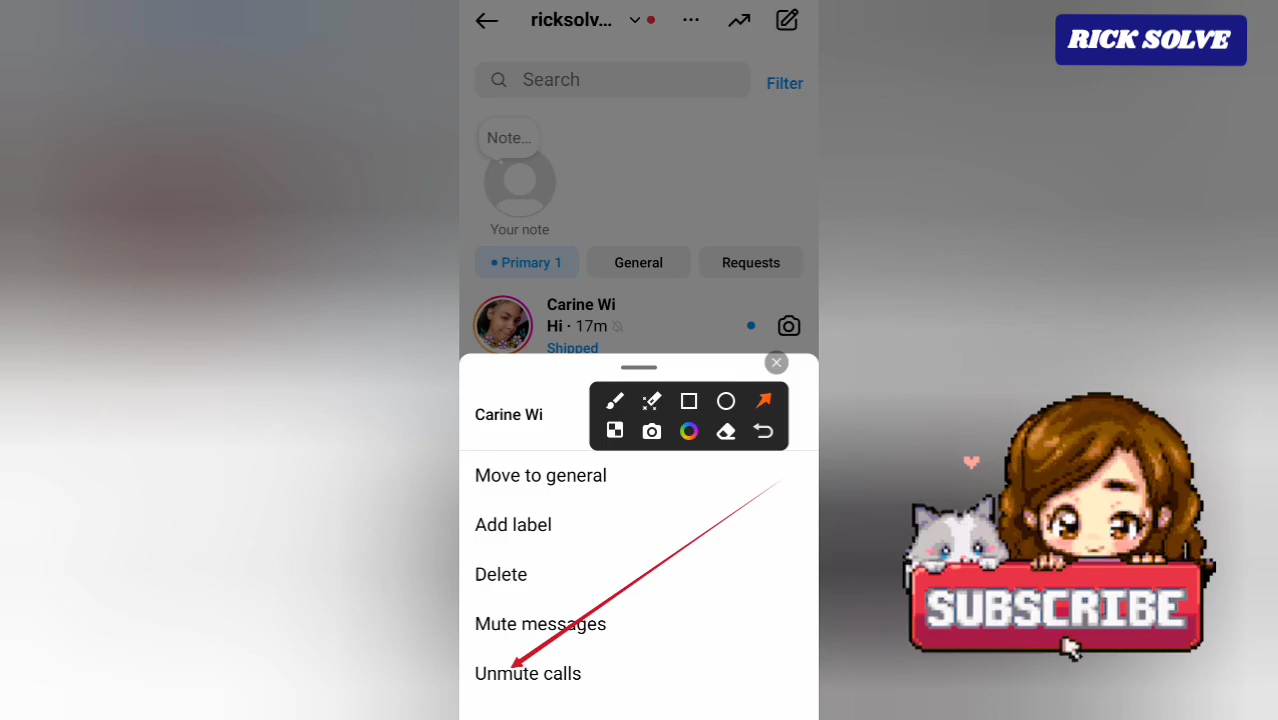 ricksolv...
RICK SOLVE
Search
Filter
Note...
Your note
Primary 1
General
Requests
Carine Wi
Hi · 17m
Shipped
Carine Wi
Move to general
Add label
Delete
Mute messages
Unmute calls
SUBSCRIBE